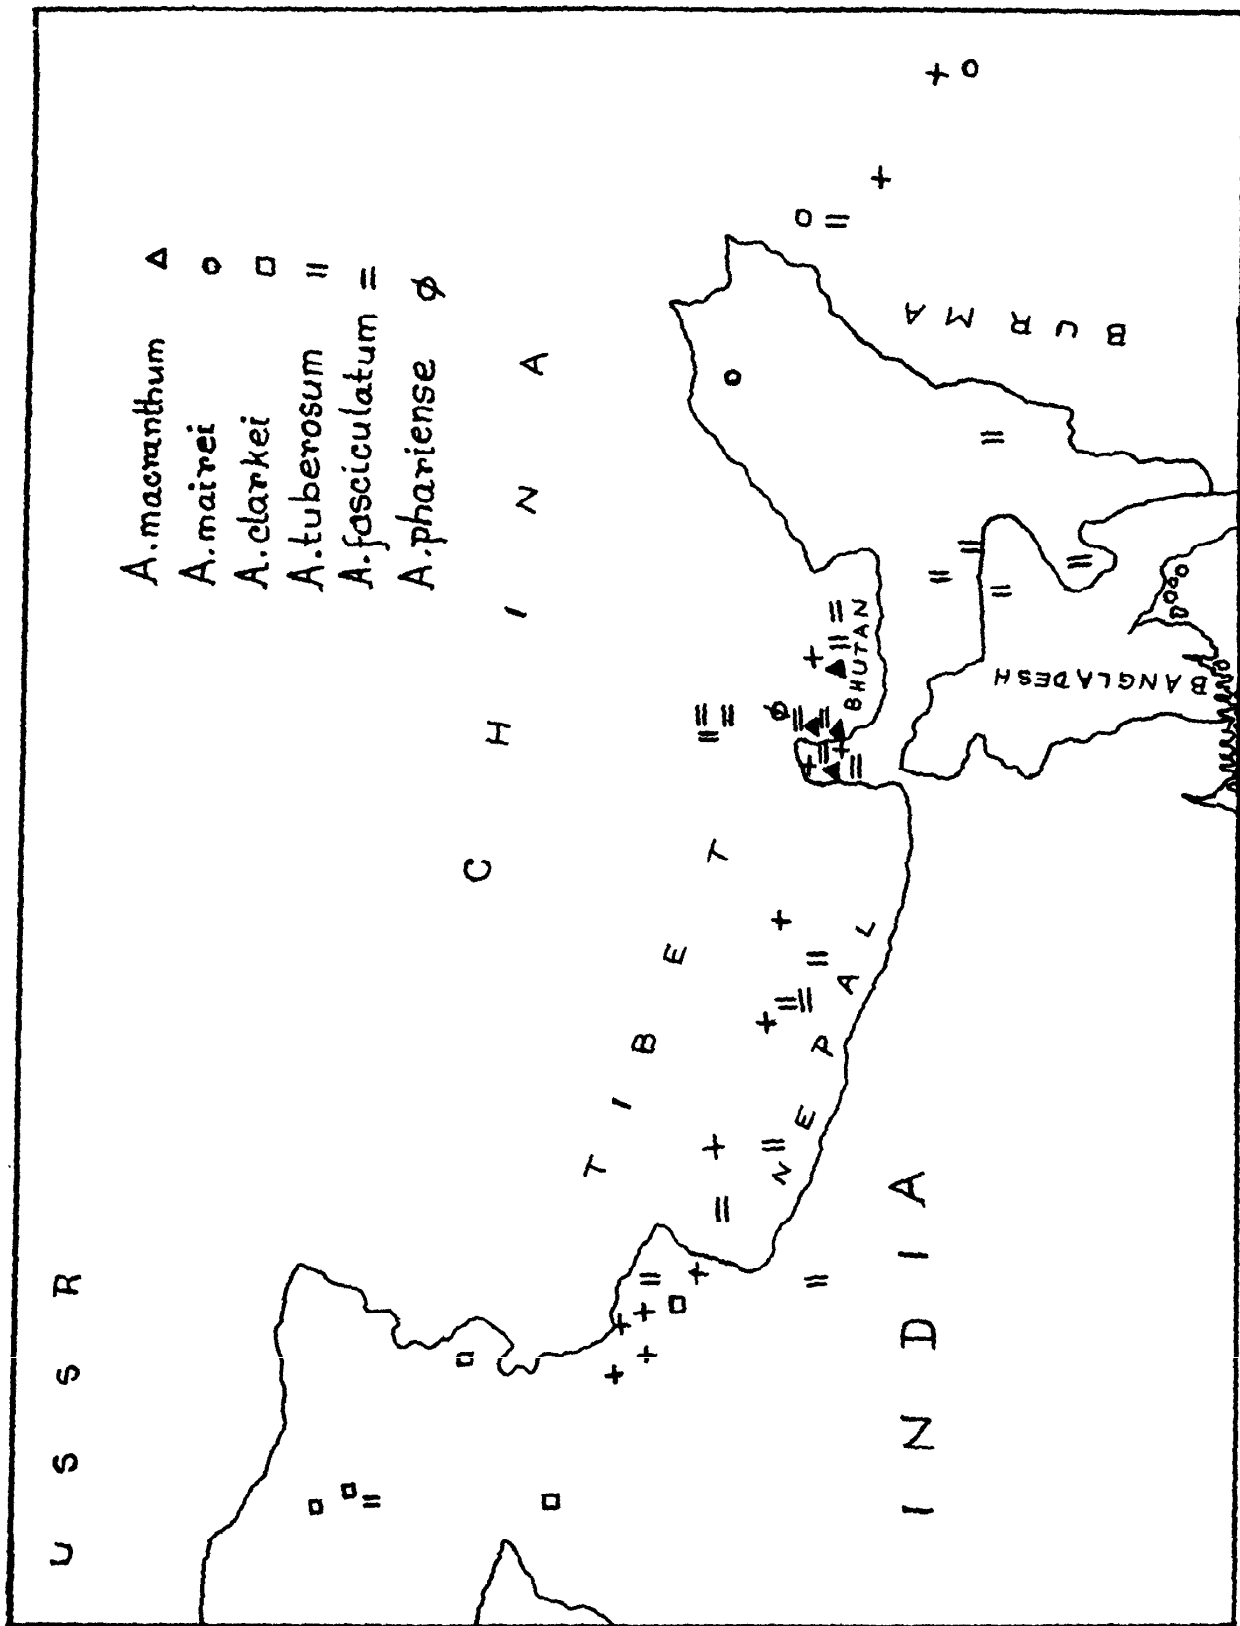 A. macranthum △
A. mairei o
A. clarkei □
A. tuberosum ||
A. fasciculatum =
A. phariense ϕ
USSR
CHINA
TIBET
NEPAL
BHUTAN
INDIA
BANGLADESH
BURMA